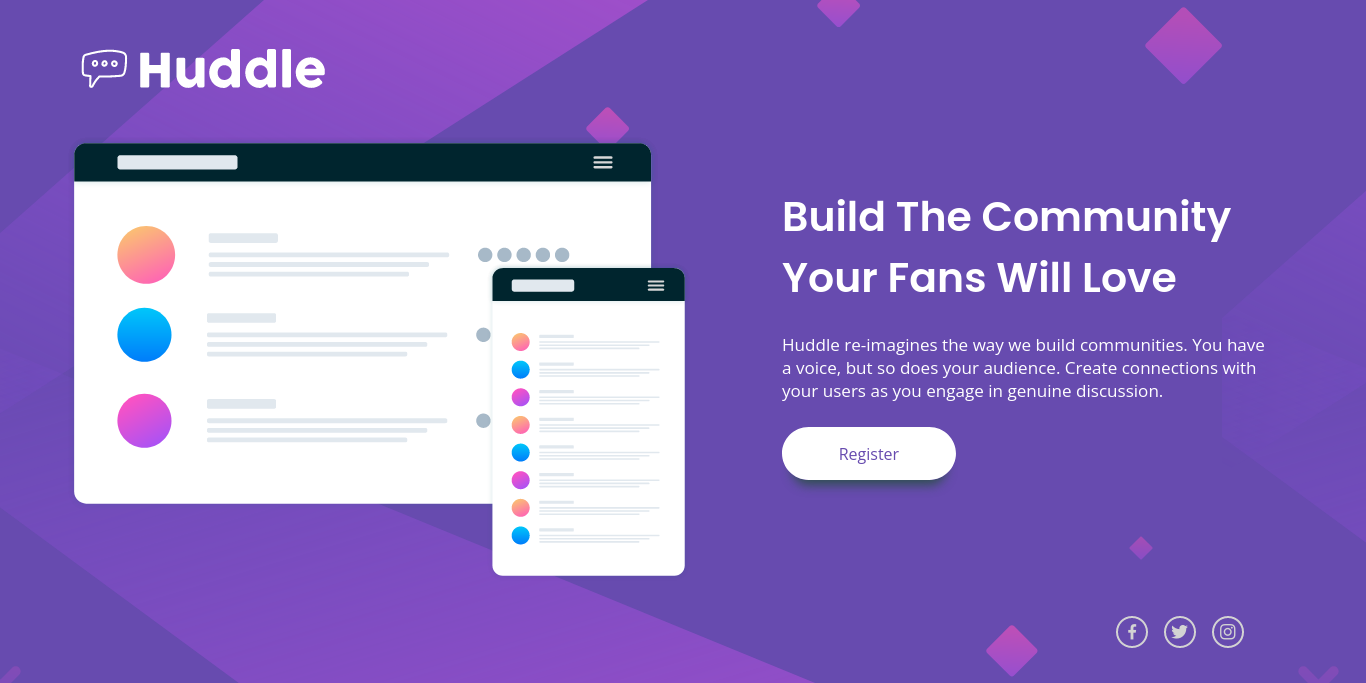 Huddle
Build The Community
Your Fans Will Love
Huddle re-imagines the way we build communities. You have
a voice, but so does your audience. Create connections with
your users as you engage in genuine discussion.
Register